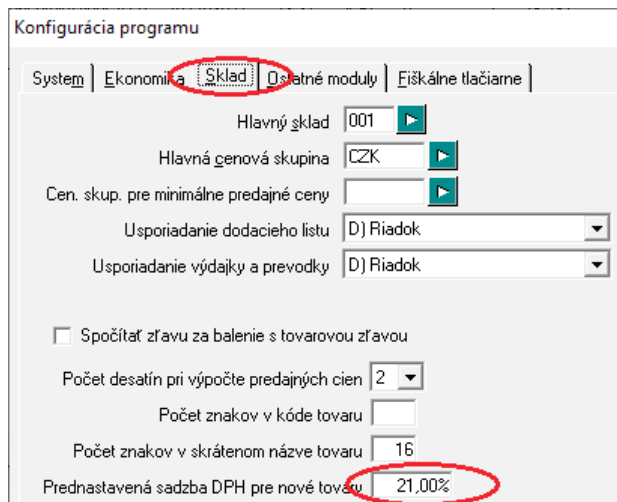 Konfigurácia programu
System Ekonomika Sklad Ostatné moduly Fiškálne tlačiarne
Hlavný sklad 001
Hlavná cenová skupina CZK
Cen. skup. pre minimálne predajné ceny
Usporiadanie dodacieho listu D) Riadok
Usporiadanie výdajky a prevodky D) Riadok
Spočítať zľavu za balenie s tovarovou zľavou
Počet desatín pri výpočte predajných cien 2
Počet znakov v kóde tovaru
Počet znakov v skrátenom názve tovaru 16
Prednastavená sadzba DPH pre nové tovary 21,00%